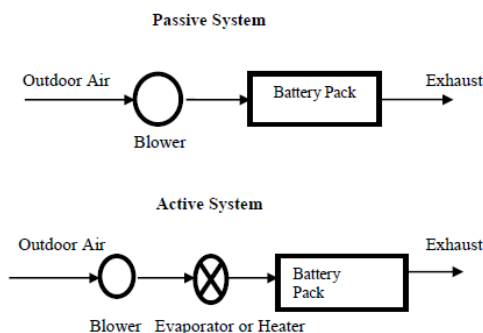 Passive System
Outdoor Air
Battery Pack
Exhaust
Blower
Active System
Outdoor Air
Exhaust
Battery
Pack
Blower Evaporator or Heater